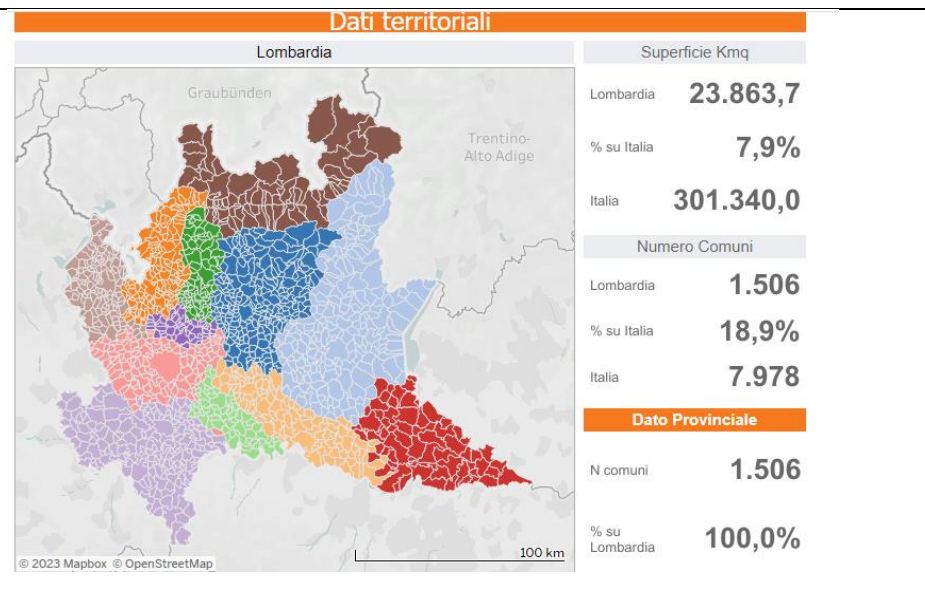 Dati territoriali
Lombardia
Graubünden
Trentino-
Alto Adige
100 km
© 2023 Mapbox © OpenStreetMap
Superficie Kmq
Lombardia 23.863,7
% su Italia 7,9%
Italia 301.340,0
Numero Comuni
Lombardia 1.506
% su Italia 18,9%
Italia 7.978
Dato Provinciale
N comuni 1.506
% su
Lombardia 100,0%